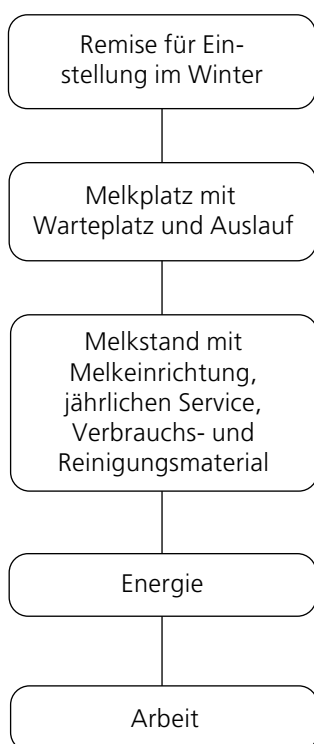 Remise für Ein-
stellung im Winter
Melkplatz mit
Warteplatz und Auslauf
Melkstand mit
Melkeinrichtung,
jährlichen Service,
Verbrauchs- und
Reinigungsmaterial
Energie
Arbeit